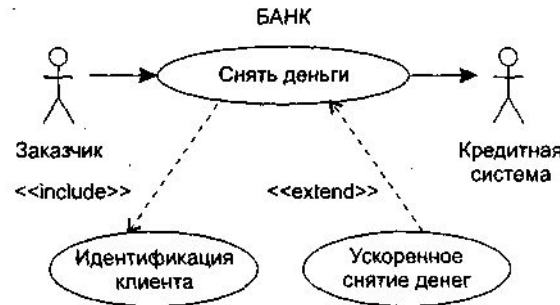 БАНК
Снять деньги
Заказчик
Кредитная
система
<<include>>
<<extend>>
Идентификация
клиента
Ускоренное
снятие денег